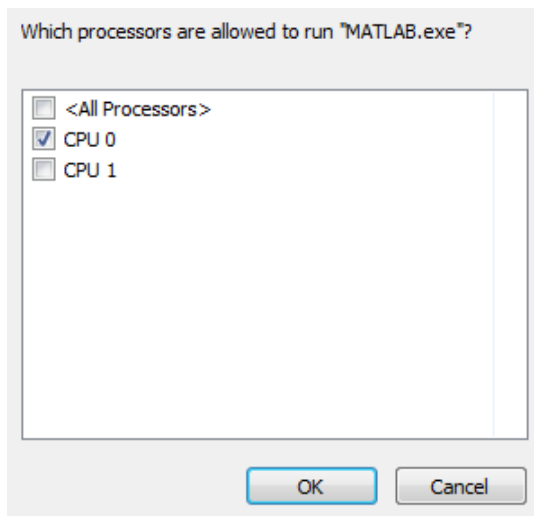 Which processors are allowed to run "MATLAB.exe"?
<All Processors>
CPU 0
CPU 1
OK
Cancel